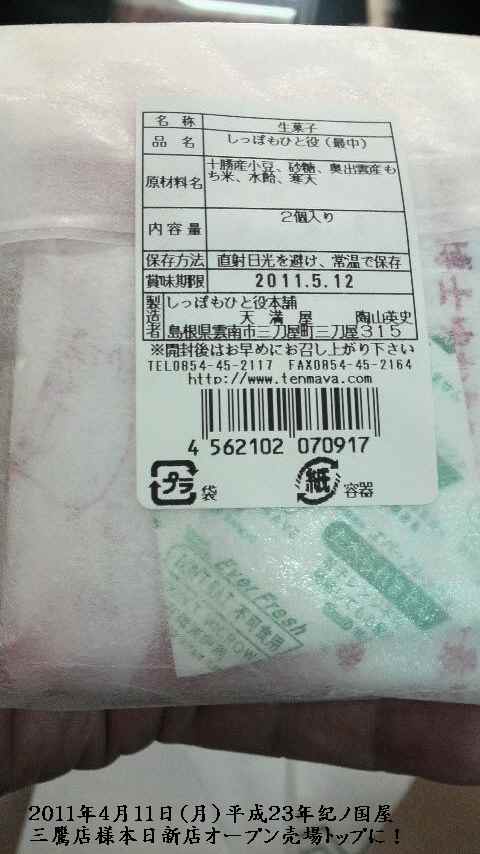 名称 生菓子
品名 しっぽもひと役(最中)
原材料名 十勝産小豆、砂糖、奥出雲産も
ち米、水飴、寒天
内容量 2個入り
保存方法 直射日光を避け、常温で保存
賞味期限 2011.5.12
製造者 しっぽもひと役本舗
天満屋 陶山英史
島根県雲南市三刀屋町三刀屋315
※開封後はお早めにお召し上がり下さい
TEL0854-45-2117 FAX0854-45-2164
http://www.tenmaya.com
4 562102 070917
プラ 袋 紙 容器
Ever Fresh
DON'T EAT 不可食用
2011年4月11日(月)平成23年紀ノ国屋
三鷹店様本日新店オープン売場トップに!